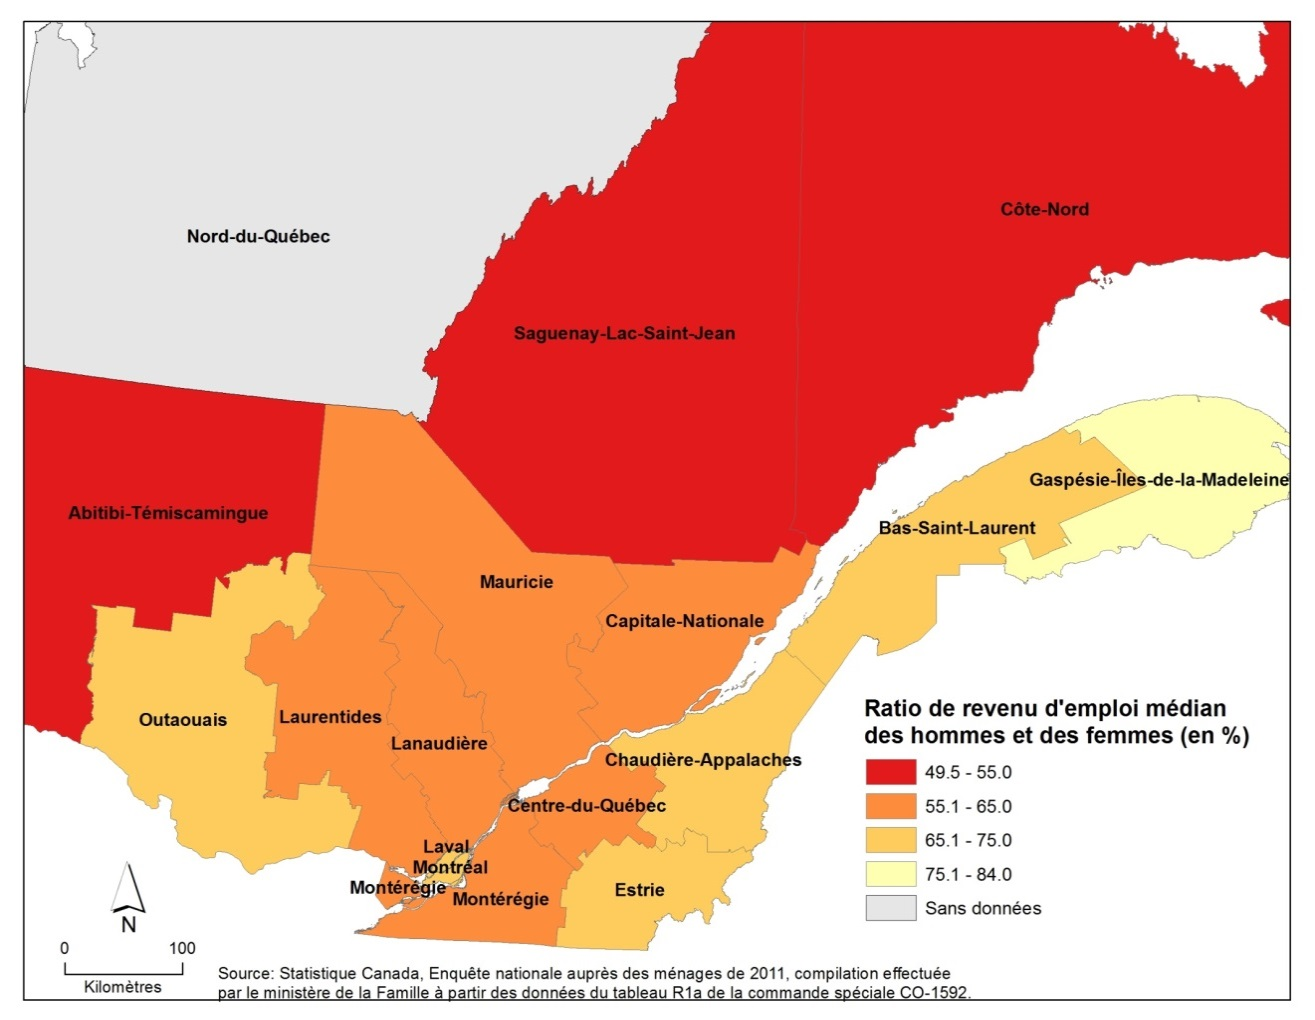 Côte-Nord
Nord-du-Québec
Saguenay-Lac-Saint-Jean
Gaspésie-Îles-de-la-Madeleine
Abitibi-Témiscamingue
Bas-Saint-Laurent
Mauricie
Capitale-Nationale
Outaouais
Laurentides
Lanaudière
Chaudière-Appalaches
Centre-du-Québec
Laval
Montréal
Montérégie
Montérégie
Estrie
Ratio de revenu d'emploi médian
des hommes et des femmes (en %)
49.5 - 55.0
55.1 - 65.0
65.1 - 75.0
75.1 - 84.0
Sans données
N
0 100
Kilomètres
Source: Statistique Canada, Enquête nationale auprès des ménages de 2011, compilation effectuée
par le ministère de la Famille à partir des données du tableau R1a de la commande spéciale CO-1592.